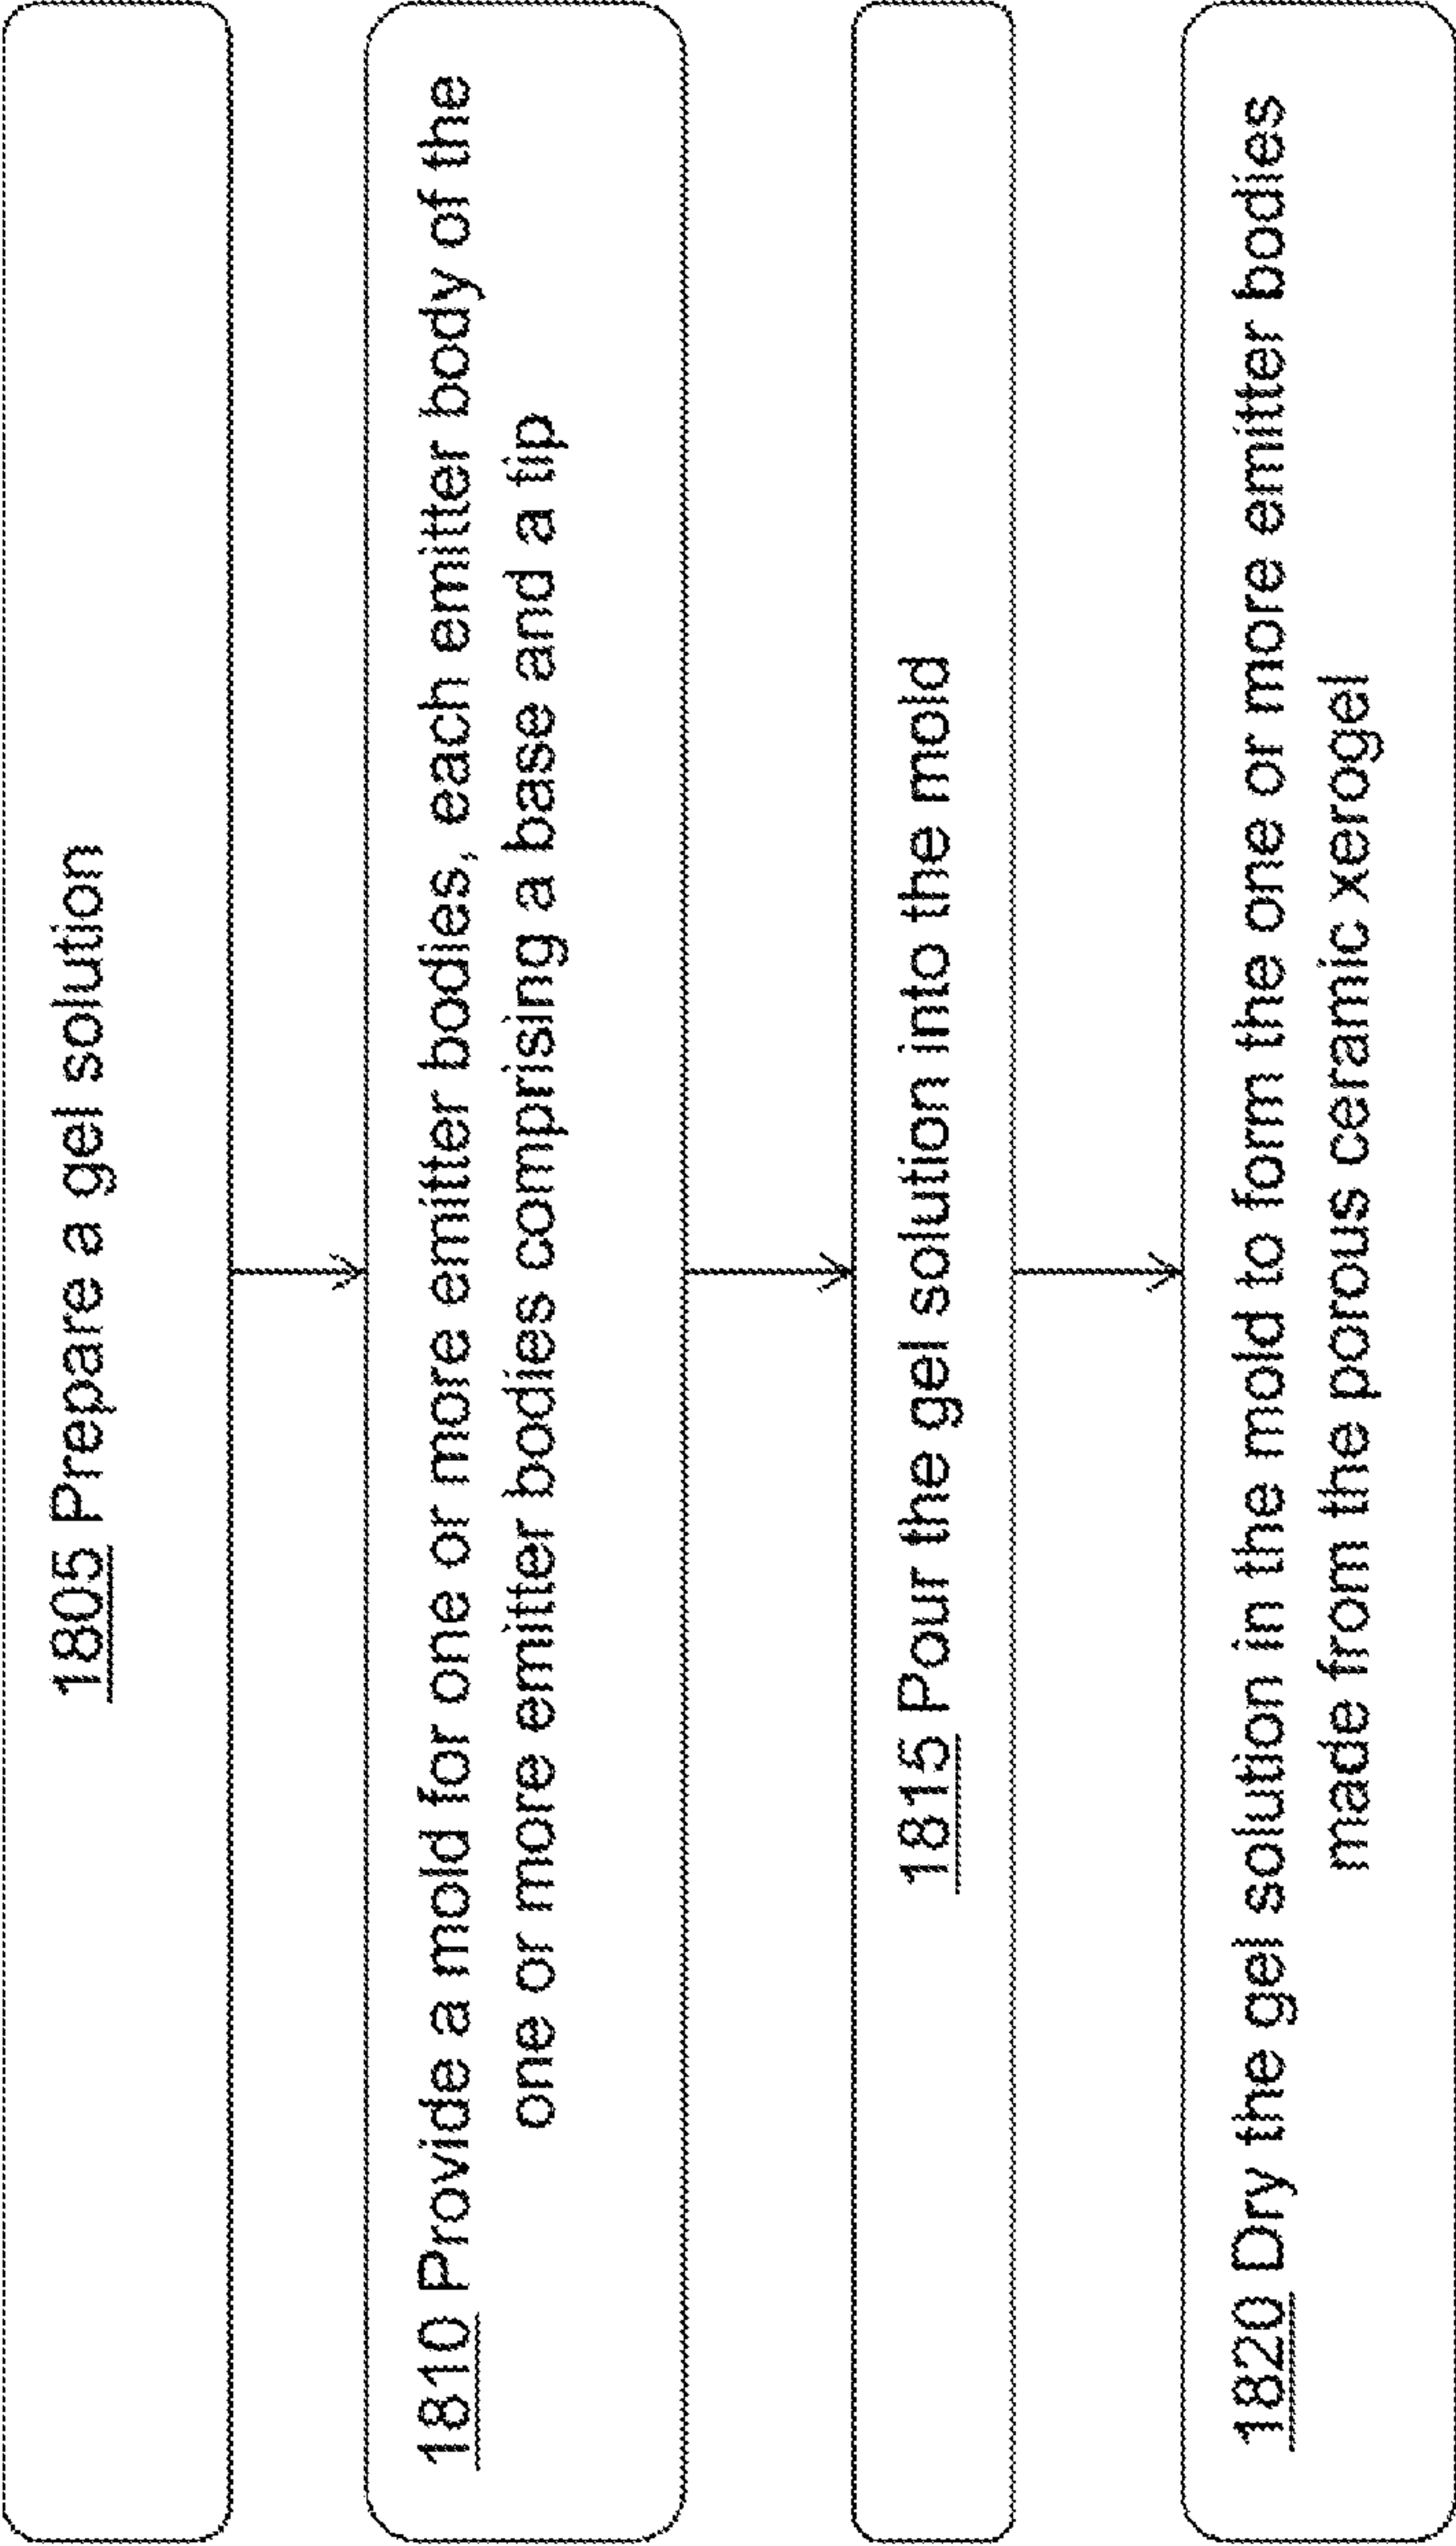 1805 Prepare a gel solution
1810 Provide a mold for one or more emitter bodies, each emitter body of the
one or more emitter bodies comprising a base and a tip
1815 Pour the gel solution into the mold
1820 Dry the gel solution in the mold to form the one or more emitter bodies
made from the porous ceramic xerogel